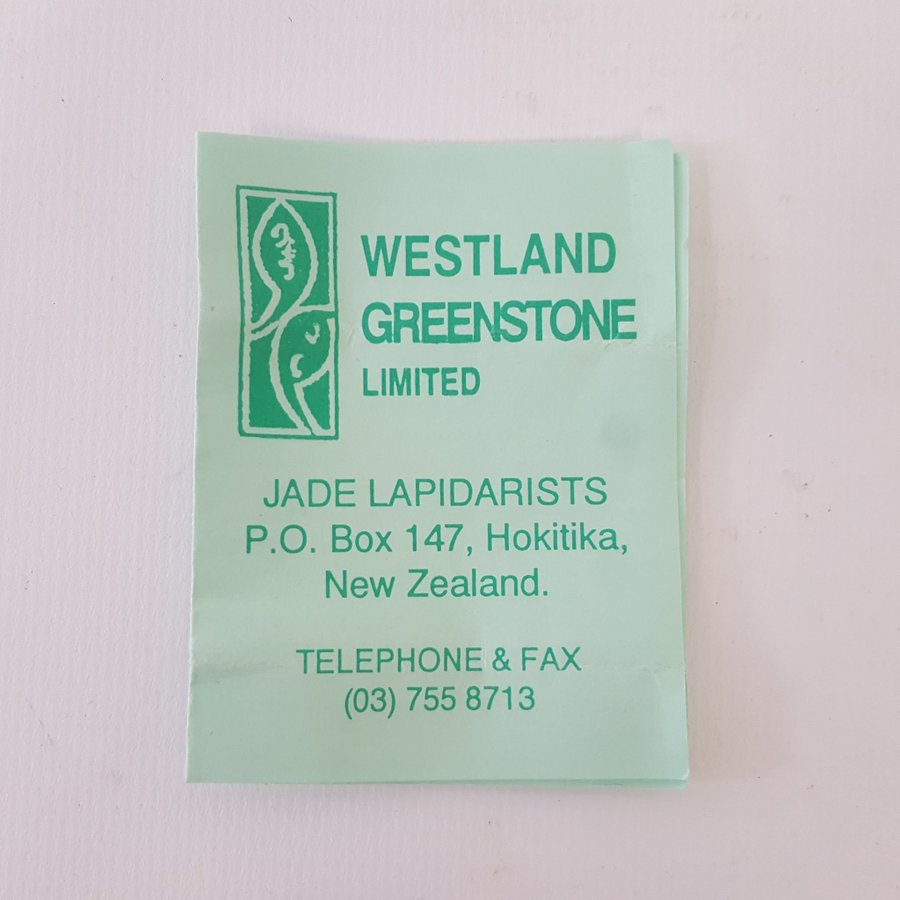 WESTLAND
GREENSTONE
LIMITED
JADE LAPIDARISTS
P.O. Box 147, Hokitika,
New Zealand.
TELEPHONE & FAX
(03) 755 8713